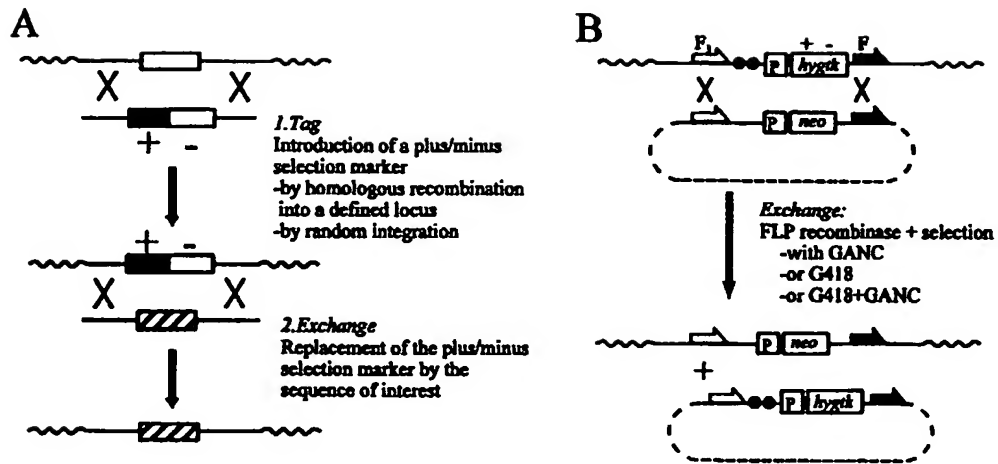 A
+ -
1.Tag
Introduction of a plus/minus
selection marker
-by homologous recombination
into a defined locus
-by random integration
+ -
2.Exchange
Replacement of the plus/minus
selection marker by the
sequence of interest
B
F₃ + - F
P hygtk
P neo
Exchange:
FLP recombinase + selection
-with GANC
-or G418
-or G418+GANC
P neo
+
P hygtk